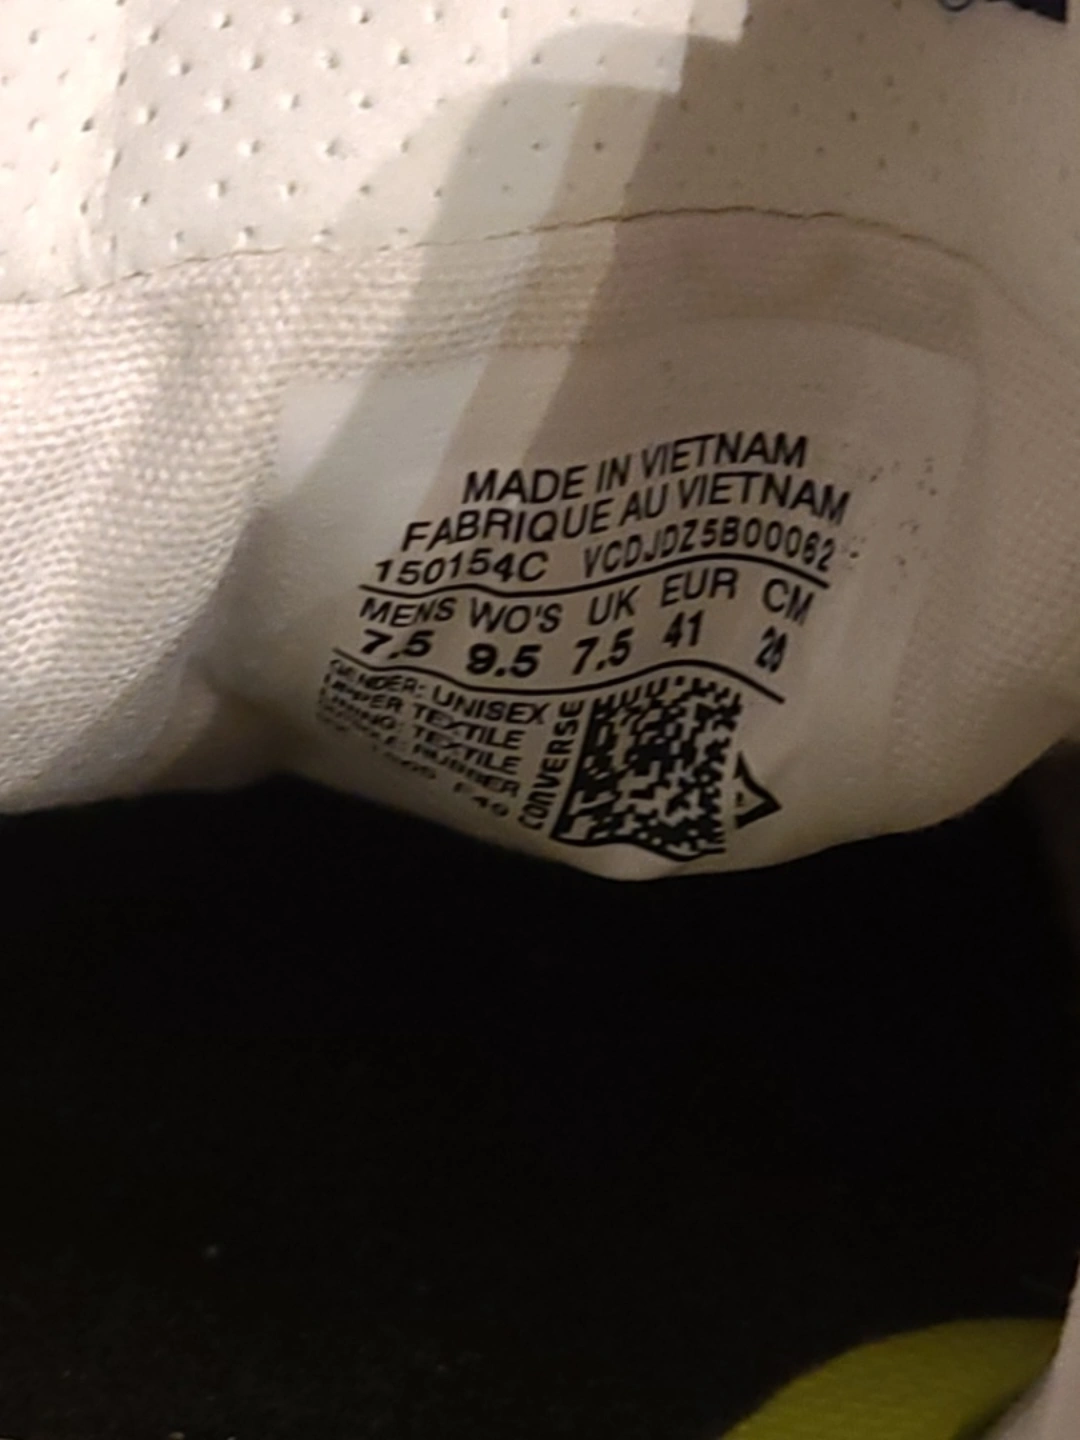 MADE IN VIETNAM
FABRIQUE AU VIETNAM
150154C VCDJDZ5B00062
MENS WO'S UK EUR CM
7.5 9.5 7.5 41 26
GENDER: UNISEX
UPPER TEXTILE
LINING: TEXTILE
RUBBER
CONVERSE